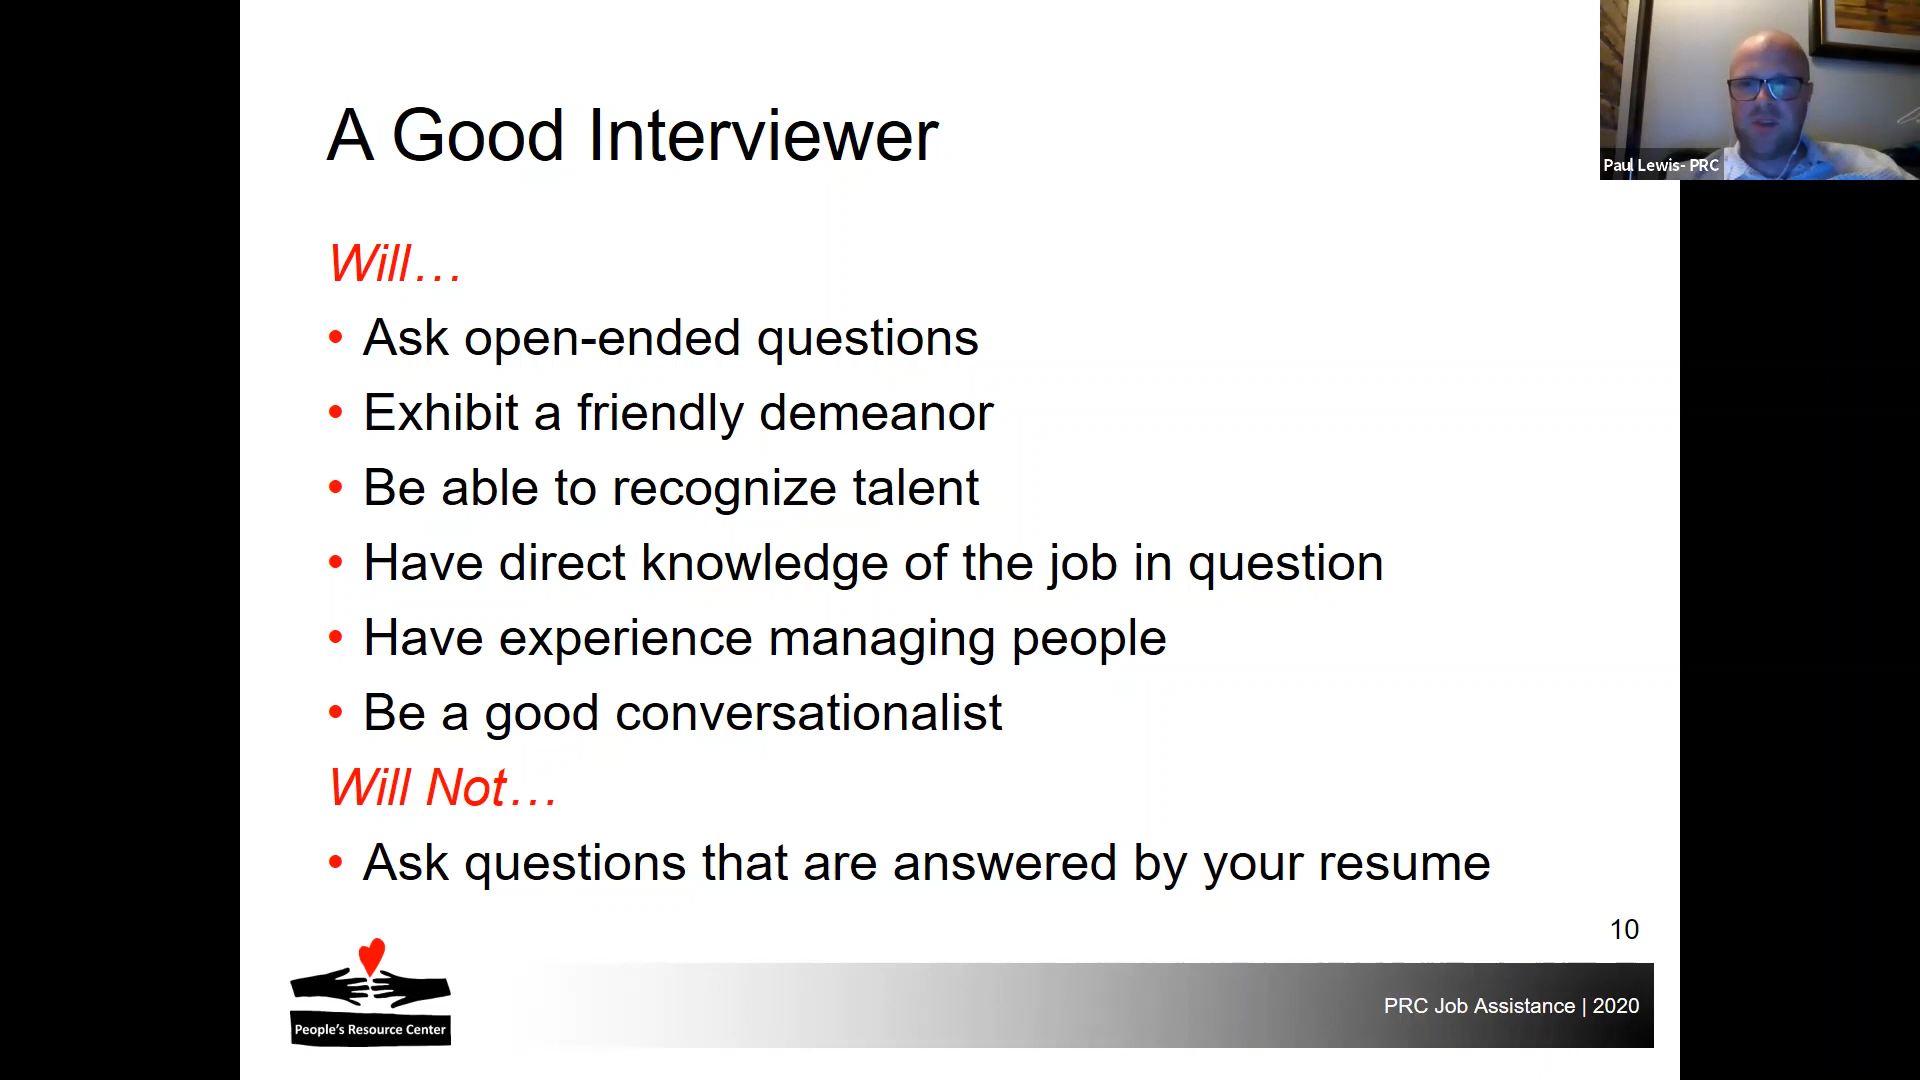 A Good Interviewer
Paul Lewis- PRC
Will…
• Ask open-ended questions
• Exhibit a friendly demeanor
• Be able to recognize talent
• Have direct knowledge of the job in question
• Have experience managing people
• Be a good conversationalist
Will Not…
• Ask questions that are answered by your resume
10
People's Resource Center
PRC Job Assistance | 2020